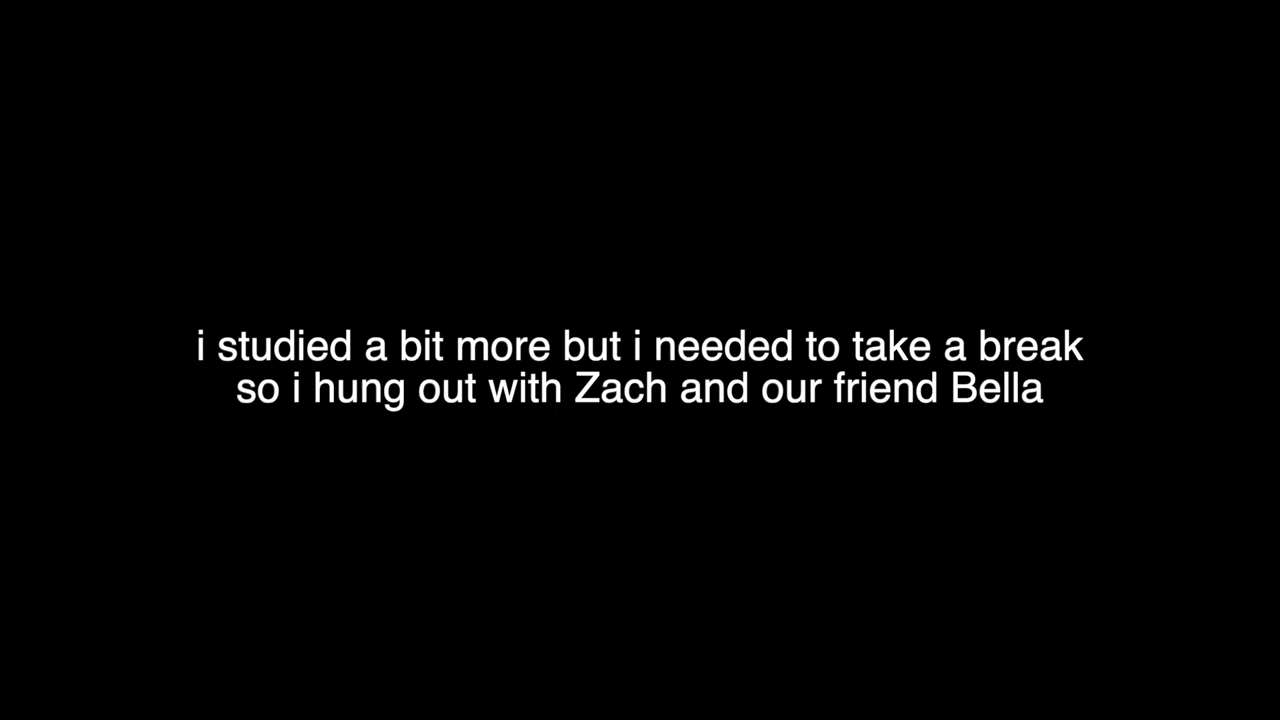 i studied a bit more but i needed to take a break
so i hung out with Zach and our friend Bella